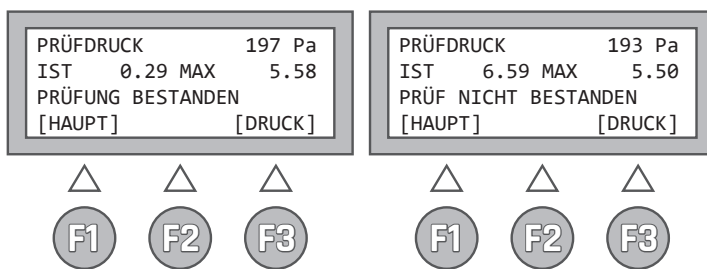 PRÜFDRUCK 197 Pa
IST 0.29 MAX 5.58
PRÜFUNG BESTANDEN
[HAUPT] [DRUCK]
F1 F2 F3
PRÜFDRUCK 193 Pa
IST 6.59 MAX 5.50
PRÜF NICHT BESTANDEN
[HAUPT] [DRUCK]
F1 F2 F3